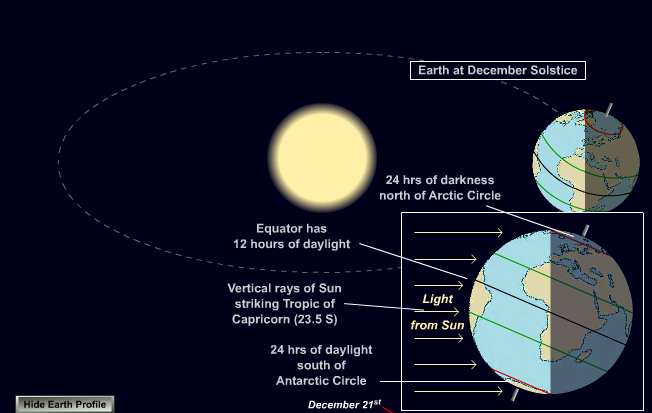 Earth at December Solstice
24 hrs of darkness
north of Arctic Circle
Equator has
12 hours of daylight
Vertical rays of Sun
striking Tropic of
Capricorn (23.5 S)
Light
from Sun
24 hrs of daylight
south of
Antarctic Circle
Hide Earth Profile
December 21st